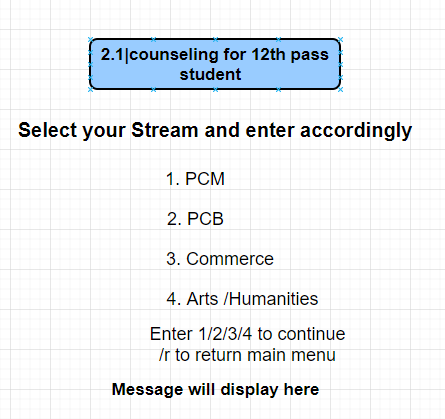 2.1|counseling for 12th pass
student
Select your Stream and enter accordingly
1. PCM
2. PCB
3. Commerce
4. Arts /Humanities
Enter 1/2/3/4 to continue
/r to return main menu
Message will display here